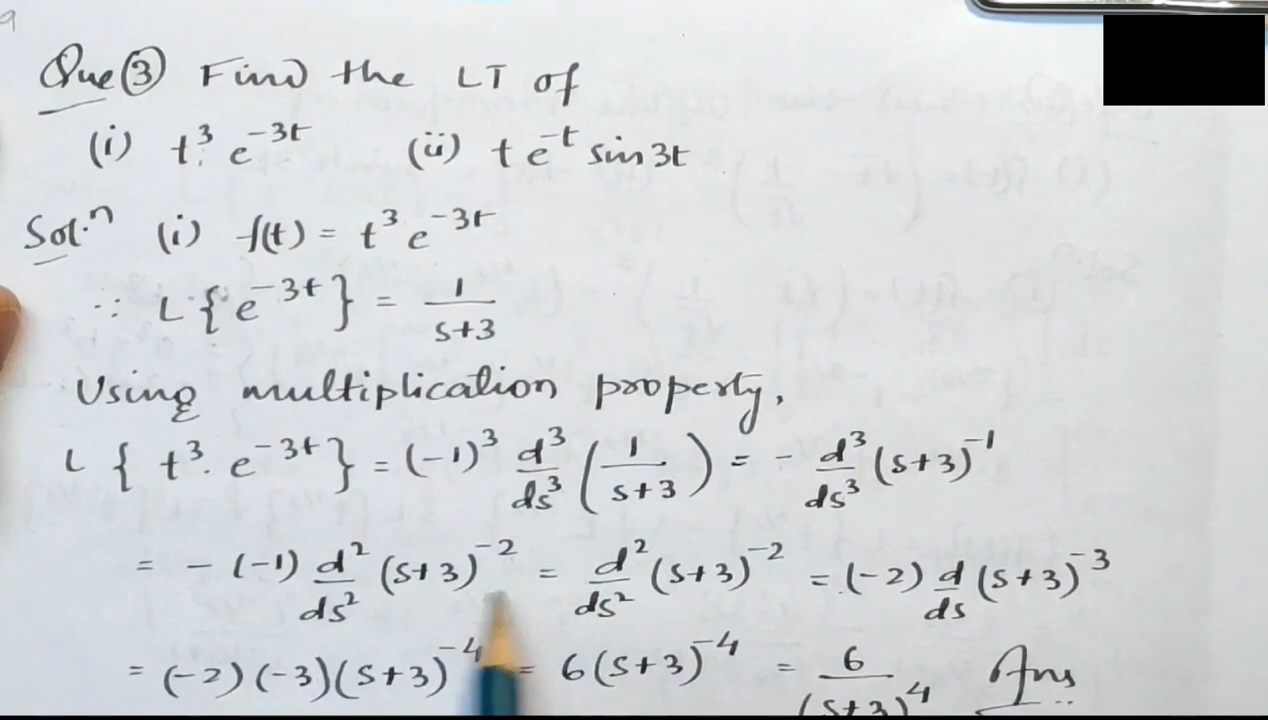 Que ③ Find the LT of
(i) t³. e⁻³ᵗ (ii) t e⁻ᵗ sin 3t
Sol.ⁿ (i) f(t) = t³ e⁻³ᵗ
∵ L{e⁻³ᵗ} = 1/(s+3)
Using multiplication property,
L { t³. e⁻³ᵗ} = (-1)³ d³/ds³ (1/(s+3)) = - d³/ds³ (s+3)⁻¹
= - (-1) d²/ds² (s+3)⁻² = d²/ds² (s+3)⁻² = (-2) d/ds (s+3)⁻³
= (-2)(-3)(s+3)⁻⁴ = 6(s+3)⁻⁴ = 6/(s+3)⁴ Ans